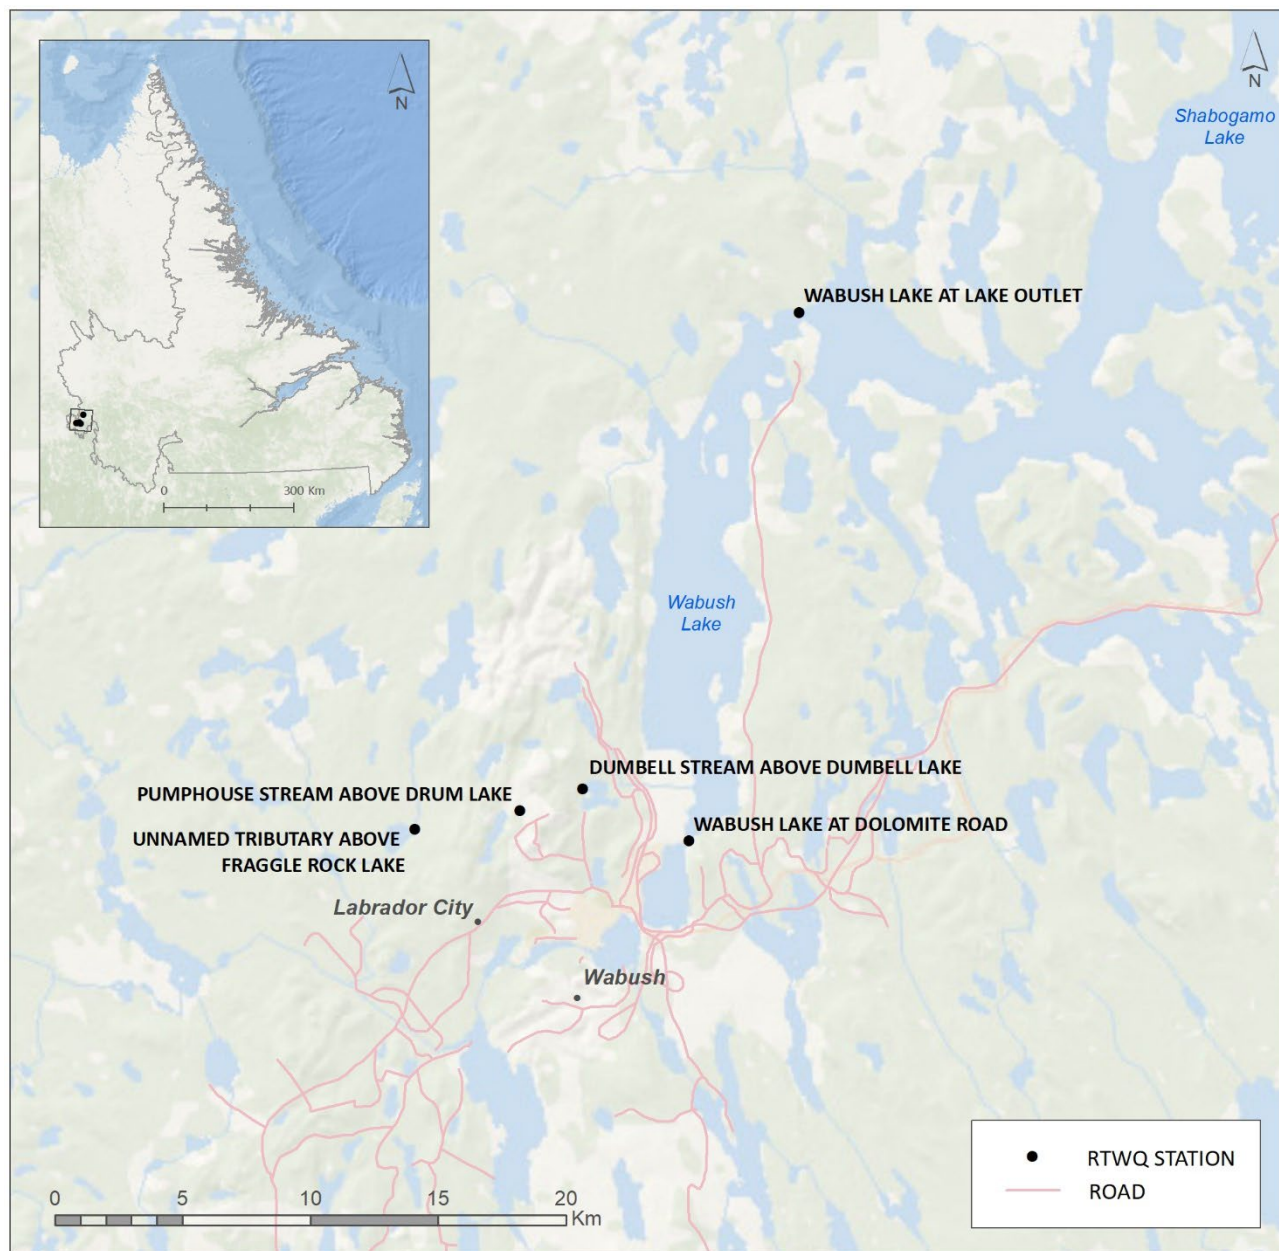 N
N
Shabogamo
Lake
WABUSH LAKE AT LAKE OUTLET
0
300 Km
Wabush
Lake
DUMBELL STREAM ABOVE DUMBELL LAKE
PUMPHOUSE STREAM ABOVE DRUM LAKE
WABUSH LAKE AT DOLOMITE ROAD
UNNAMED TRIBUTARY ABOVE
FRAGGLE ROCK LAKE
Labrador City
Wabush
RTWQ STATION
ROAD
0 5 10 15 20
Km